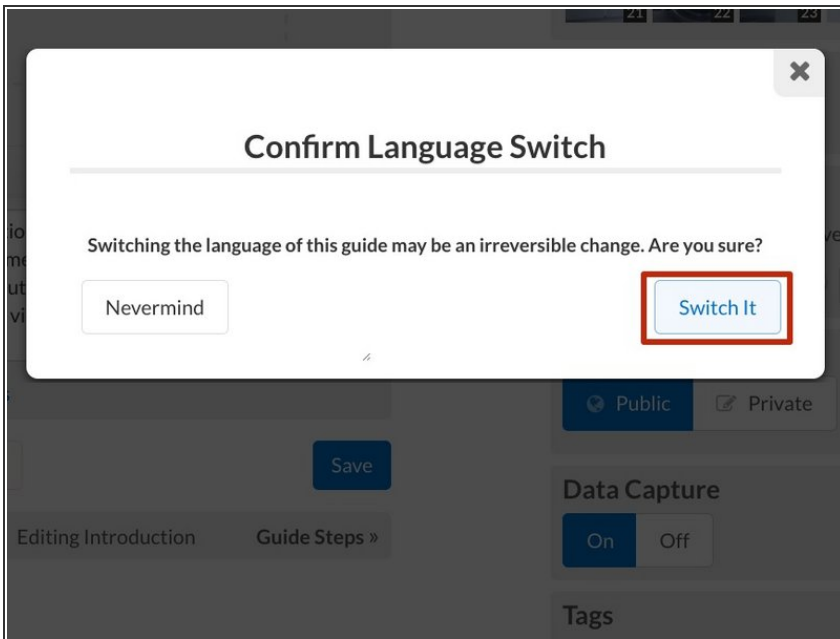 21 22 23
Confirm Language Switch
Switching the language of this guide may be an irreversible change. Are you sure?
Nevermind
Switch It
Public
Private
Save
Data Capture
Editing Introduction
Guide Steps »
On
Off
Tags